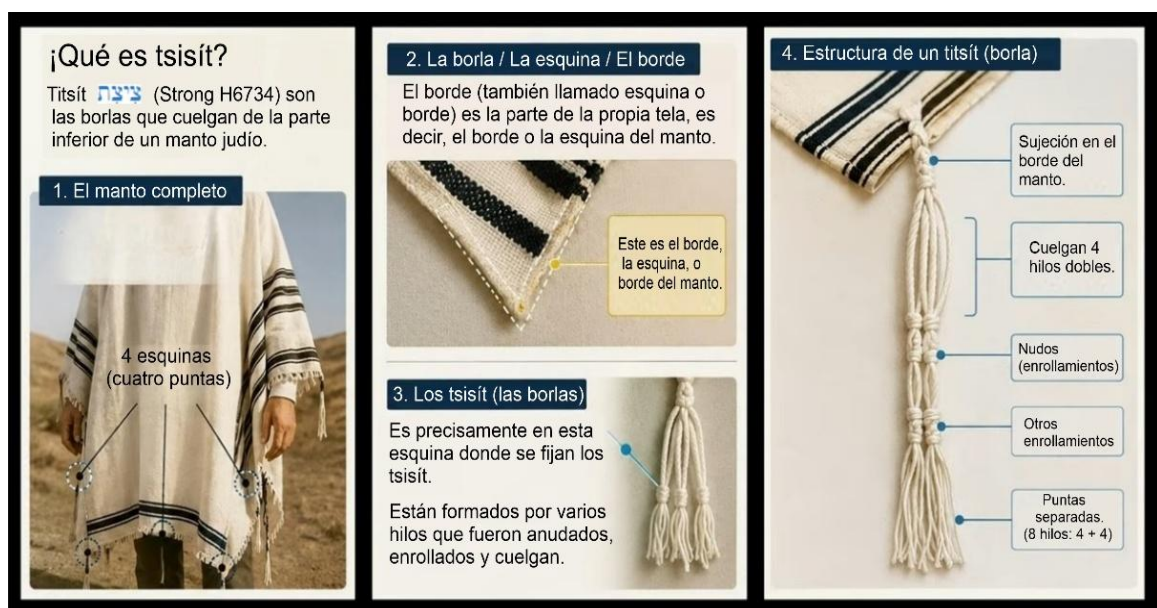 ¡Qué es tsisít?
Titsít צִיצִת (Strong H6734) son
las borlas que cuelgan de la parte
inferior de un manto judío.
1. El manto completo
4 esquinas
(cuatro puntas)
2. La borla / La esquina / El borde
El borde (también llamado esquina o
borde) es la parte de la propia tela, es
decir, el borde o la esquina del manto.
Este es el borde,
la esquina, o
borde del manto.
3. Los tsisít (las borlas)
Es precisamente en esta
esquina donde se fijan los
tsisít.
Están formados por varios
hilos que fueron anudados,
enrollados y cuelgan.
4. Estructura de un titsít (borla)
Sujeción en el
borde del
manto.
Cuelgan 4
hilos dobles.
Nudos
(enrollamientos)
Otros
enrollamientos
Puntas
separadas.
(8 hilos: 4 + 4)